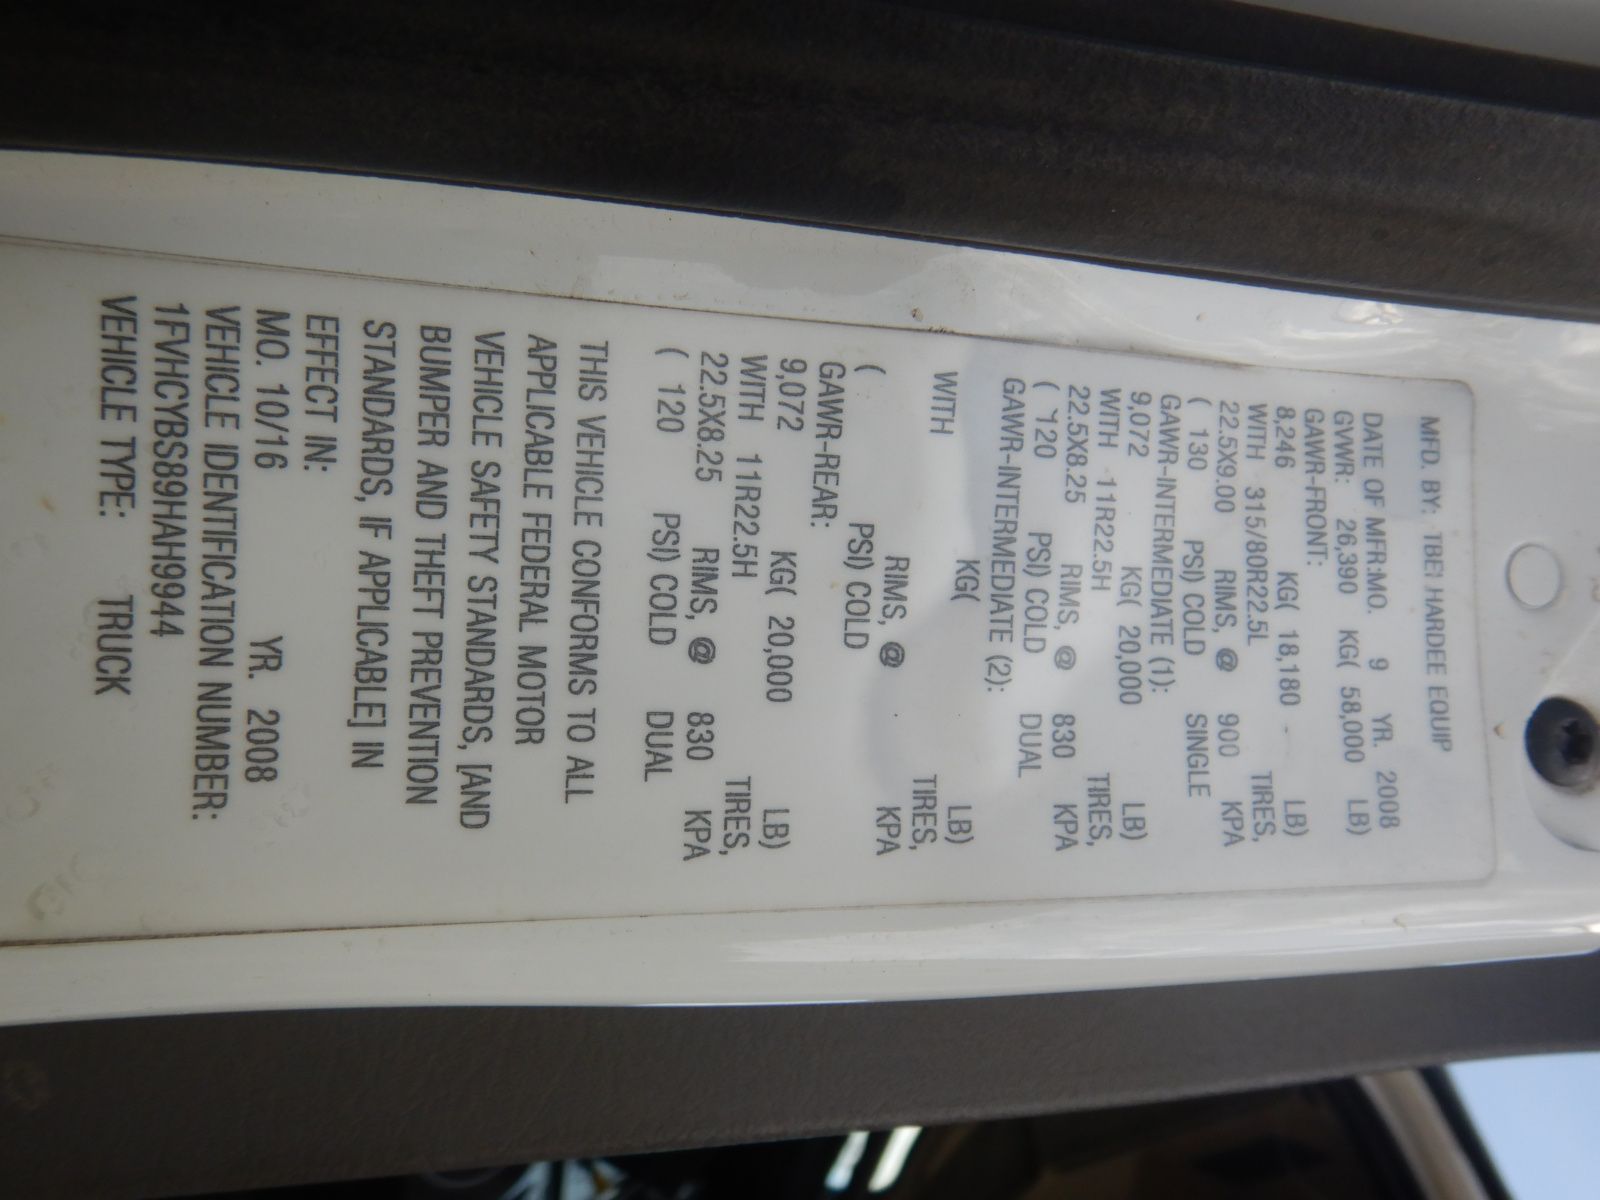 MFD. BY: TBEI HARDEE EQUIP
DATE OF MFR:MO. 9 YR. 2008
GVWR: 26,390 KG( 58,000 LB)
GAWR-FRONT:
8,246 KG( 18,180 LB)
WITH 315/80R22.5L TIRES,
22.5X9.00 RIMS, @ 900 KPA
( 130 PSI) COLD SINGLE
GAWR-INTERMEDIATE (1):
9,072 KG( 20,000 LB)
WITH 11R22.5H TIRES,
22.5X8.25 RIMS, @ 830 KPA
( 120 PSI) COLD DUAL
GAWR-INTERMEDIATE (2):
KG( LB)
WITH TIRES,
RIMS, @ KPA
( PSI) COLD
GAWR-REAR:
9,072 KG( 20,000 LB)
WITH 11R22.5H TIRES,
22.5X8.25 RIMS, @ 830 KPA
( 120 PSI) COLD DUAL
THIS VEHICLE CONFORMS TO ALL
APPLICABLE FEDERAL MOTOR
VEHICLE SAFETY STANDARDS, [AND
BUMPER AND THEFT PREVENTION
STANDARDS, IF APPLICABLE] IN
EFFECT IN:
MO. 10/16 YR. 2008
VEHICLE IDENTIFICATION NUMBER:
1FVHCYBS89HAH9944
VEHICLE TYPE: TRUCK